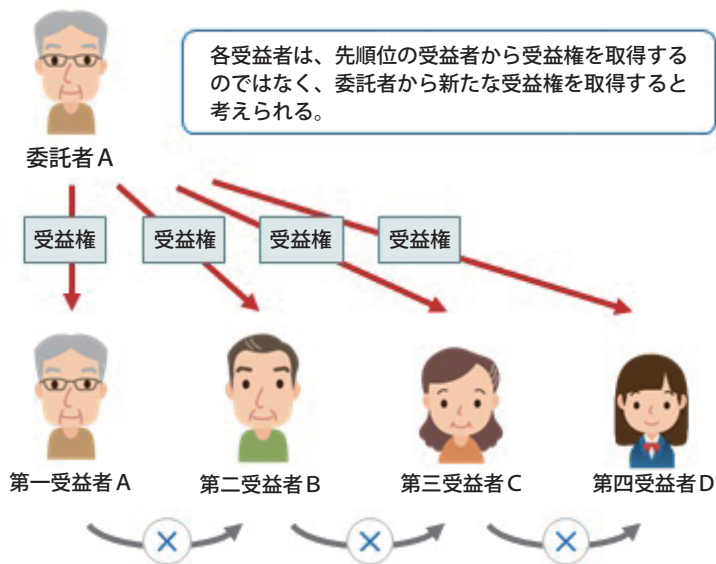 各受益者は、先順位の受益者から受益権を取得する
のではなく、委託者から新たな受益権を取得すると
考えられる。
委託者A
受益権
受益権
受益権
受益権
第一受益者A
第二受益者B
第三受益者C
第四受益者D